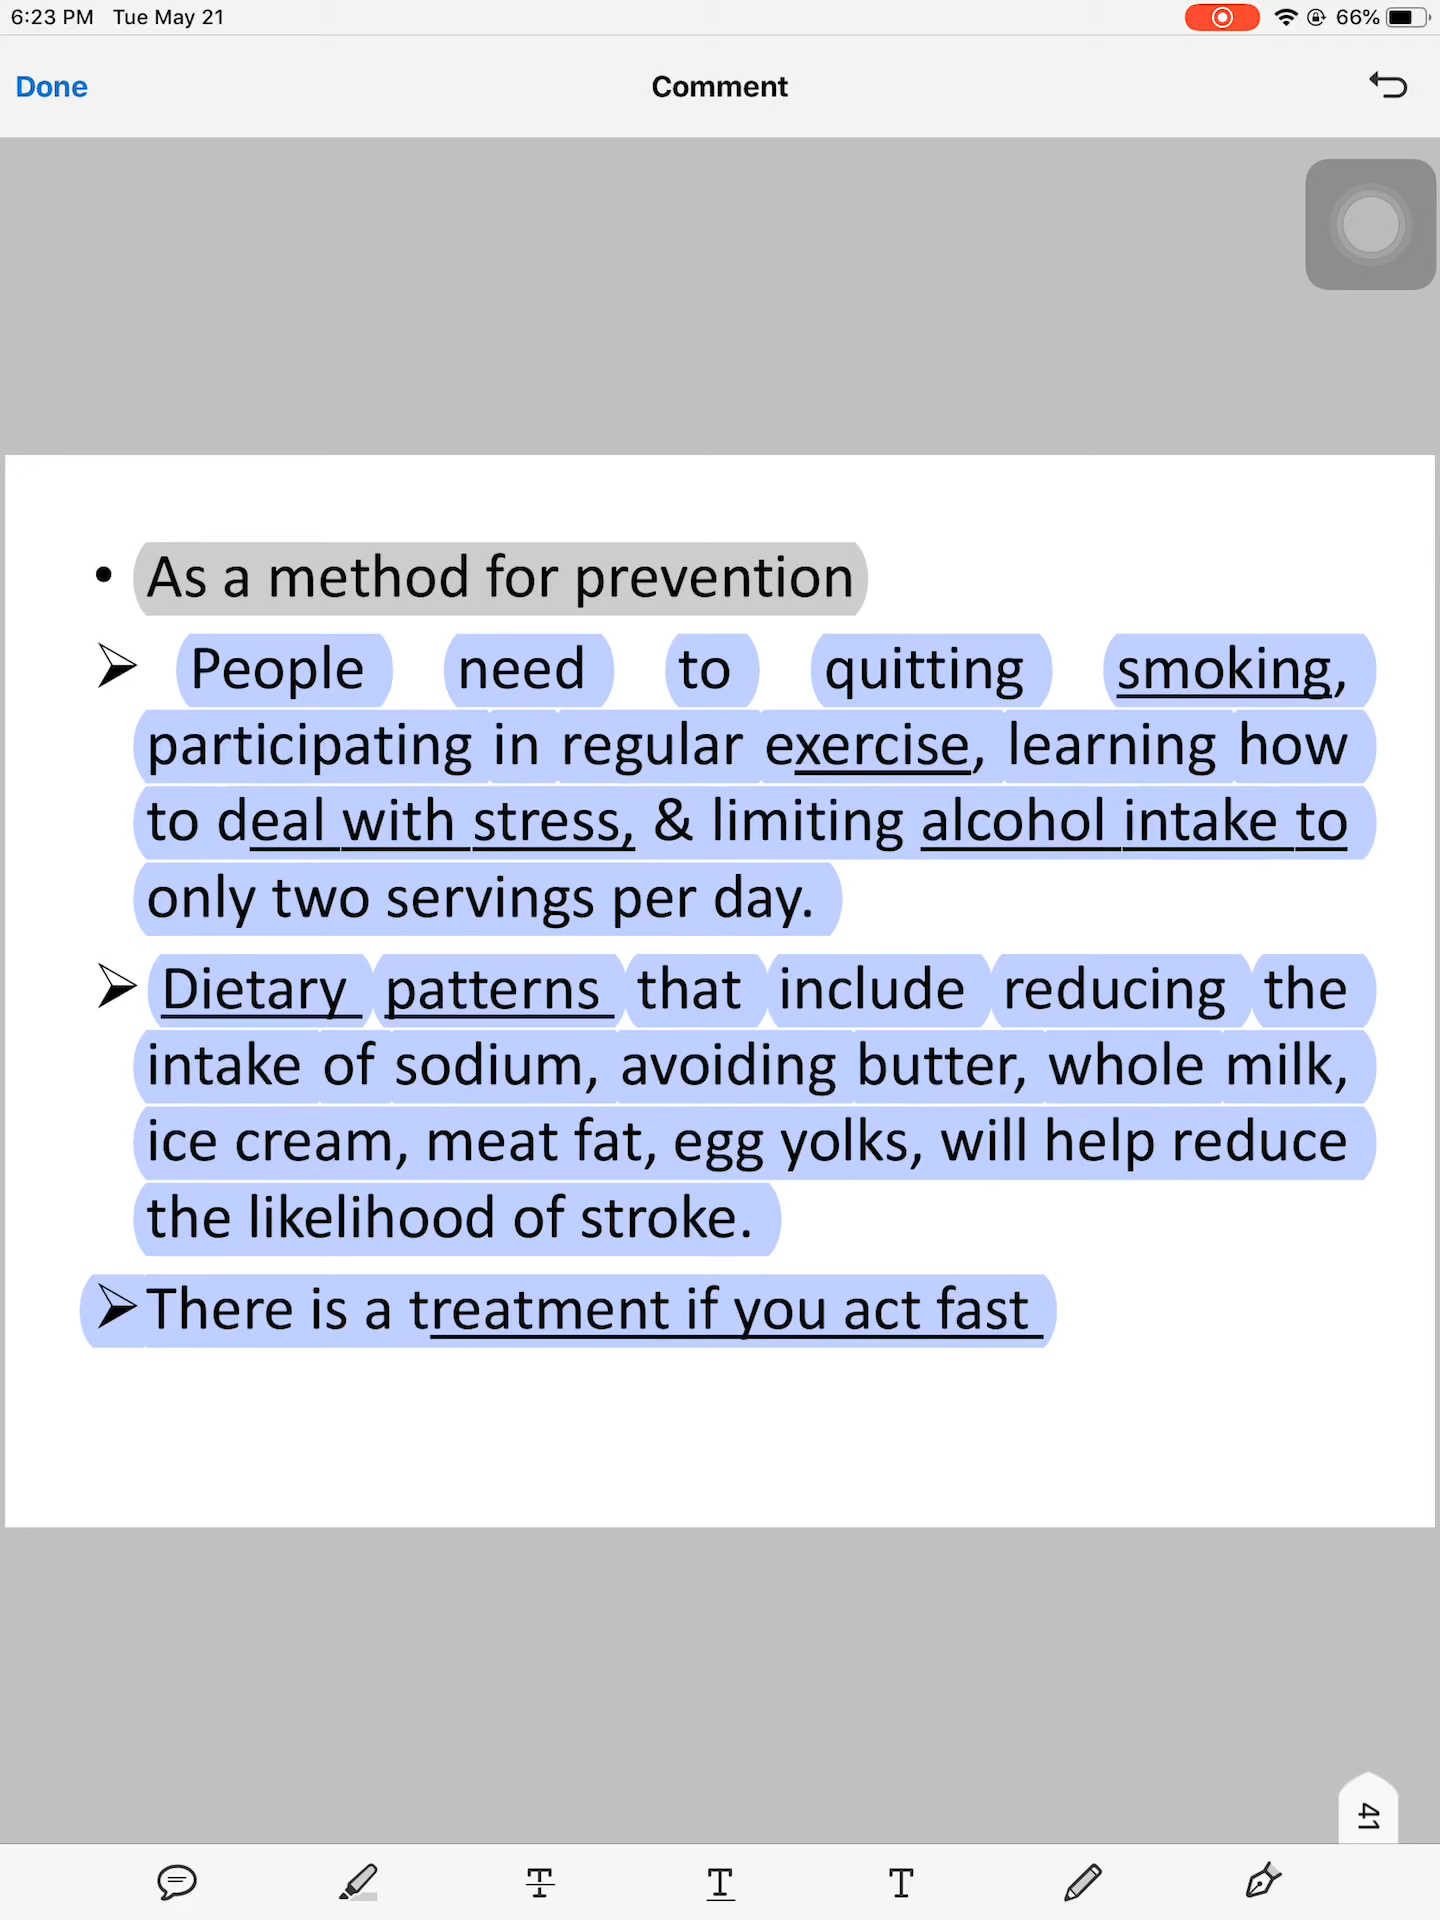 6:23 PM Tue May 21
66%
Done
Comment
• As a method for prevention
➢ People need to quitting smoking,
participating in regular exercise, learning how
to deal with stress, & limiting alcohol intake to
only two servings per day.
➢ Dietary patterns that include reducing the
intake of sodium, avoiding butter, whole milk,
ice cream, meat fat, egg yolks, will help reduce
the likelihood of stroke.
➢ There is a treatment if you act fast
41
T T T